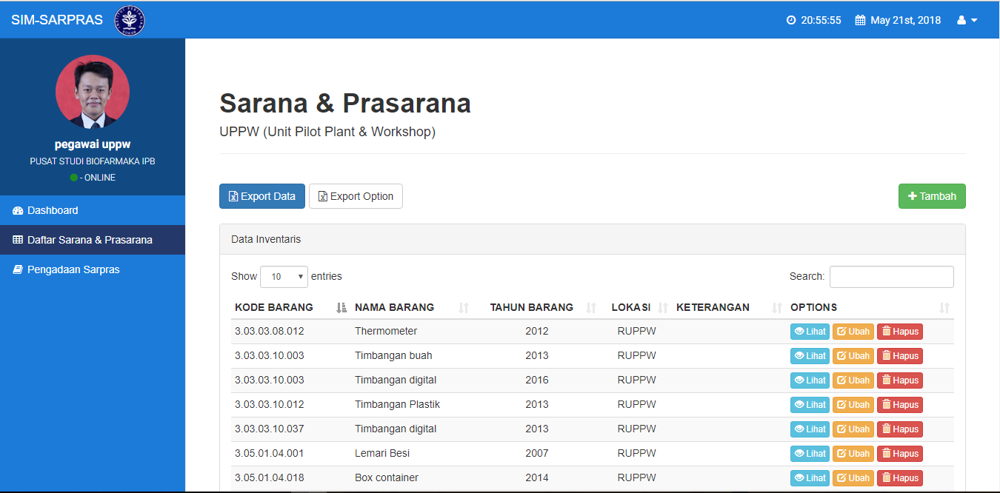 SIM-SARPRAS
INSTITUT PERTANIAN BOGOR
20:55:55 May 21st, 2018
pegawai uppw
PUSAT STUDI BIOFARMAKA IPB
- ONLINE
Dashboard
Daftar Sarana & Prasarana
Pengadaan Sarpras
Sarana & Prasarana
UPPW (Unit Pilot Plant & Workshop)
Export Data Export Option Tambah
Data Inventaris
Show 10 entries Search:
KODE BARANG NAMA BARANG TAHUN BARANG LOKASI KETERANGAN OPTIONS
3.03.03.08.012 Thermometer 2012 RUPPW Lihat Ubah Hapus
3.03.03.10.003 Timbangan buah 2013 RUPPW Lihat Ubah Hapus
3.03.03.10.003 Timbangan digital 2016 RUPPW Lihat Ubah Hapus
3.03.03.10.012 Timbangan Plastik 2013 RUPPW Lihat Ubah Hapus
3.03.03.10.037 Timbangan digital 2013 RUPPW Lihat Ubah Hapus
3.05.01.04.001 Lemari Besi 2007 RUPPW Lihat Ubah Hapus
3.05.01.04.018 Box container 2014 RUPPW Lihat Ubah Hapus